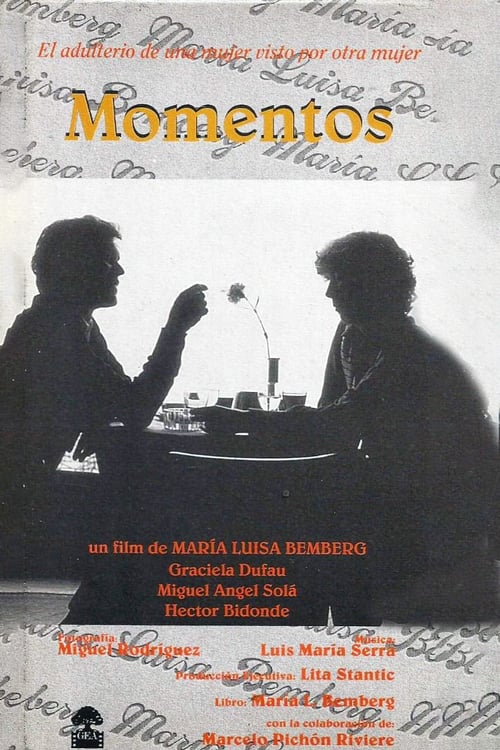 El adulterio de una mujer visto por otra mujer
Momentos
un film de MARÍA LUISA BEMBERG
Graciela Dufau
Miguel Angel Solá
Hector Bidonde
Fotografía: Música:
Miguel Rodríguez Luis María Serra
Producción Ejecutiva: Lita Stantic
Libro: María L. Bemberg
con la colaboración de:
Marcelo Pichón Riviere
GEA